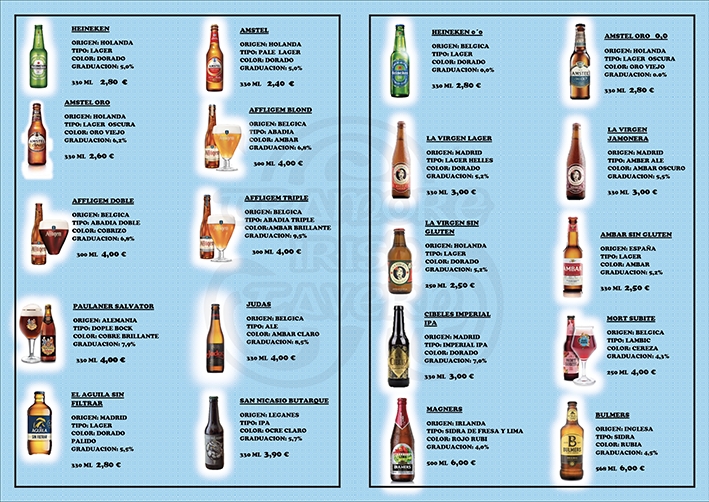 HEINEKEN
ORIGEN: HOLANDA
TIPO: LAGER
COLOR: DORADO
GRADUACION: 5,0%
330 ML 2,80 €
AMSTEL
ORIGEN: HOLANDA
TIPO: PALE LAGER
COLOR: DORADO
GRADUACION: 5,0%
330 ML 2,40 €
AMSTEL ORO
ORIGEN: HOLANDA
TIPO: LAGER OSCURA
COLOR: ORO VIEJO
GRADUACION: 6,2%
330 ML 2,60 €
AFFLIGEM BLOND
ORIGEN: BELGICA
TIPO: ABADIA
COLOR: AMBAR
GRADUACION: 6,8%
300 ML 4,00 €
AFFLIGEM DOBLE
ORIGEN: BELGICA
TIPO: ABADIA DOBLE
COLOR: COBRIZO
GRADUACION: 6,8%
300 ML 4,00 €
AFFLIGEM TRIPLE
ORIGEN: BELGICA
TIPO: ABADIA TRIPLE
COLOR:AMBAR BRILLANTE
GRADUACION: 9,5%
300 ML 4,00 €
PAULANER SALVATOR
ORIGEN: ALEMANIA
TIPO: DOPLE BOCK
COLOR: COBRE BRILLANTE
GRADUACION: 7,9%
330 ML 4,00 €
JUDAS
ORIGEN: BELGICA
TIPO: ALE
COLOR: AMBAR CLARO
GRADUACION: 8,5%
330 ML 4,00 €
EL AGUILA SIN
FILTRAR
ORIGEN: MADRID
TIPO: LAGER
COLOR: DORADO
PALIDO
GRADUACION: 5,5%
330 ML 2,80 €
SAN NICASIO BUTARQUE
ORIGEN: LEGANES
TIPO: IPA
COLOR: OCRE CLARO
GRADUACION: 5,7%
330 ML 3,90 €
HEINEKEN 0´0
ORIGEN: BELGICA
TIPO: LAGER
COLOR: DORADO
GRADUACION: 0,0%
330 ML 2,80 €
AMSTEL ORO 0,0
ORIGEN: HOLANDA
TIPO: LAGER OSCURA
COLOR: ORO VIEJO
GRADUACION: 0.0%
330 ML 2,80 €
LA VIRGEN LAGER
ORIGEN: MADRID
TIPO: LAGER HELLES
COLOR: DORADO
GRADUACION: 5,2%
330 ML 3,00 €
LA VIRGEN
JAMONERA
ORIGEN: MADRID
TIPO: AMBER ALE
COLOR: AMBAR OSCURO
GRADUACION: 5,5%
330 ML 3,00 €
LA VIRGEN SIN
GLUTEN
ORIGEN: HOLANDA
TIPO: LAGER
COLOR: DORADO
GRADUACION: 5,2%
250 ML 2,50 €
AMBAR SIN GLUTEN
ORIGEN: ESPAÑA
TIPO: LAGER
COLOR: AMBAR
GRADUACION: 5,2%
330 ML 2,50 €
CIBELES IMPERIAL
IPA
ORIGEN: MADRID
TIPO: IMPERIAL IPA
COLOR: DORADO
GRADUACION: 7,0%
330 ML 3,00 €
MORT SUBITE
ORIGEN: BELGICA
TIPO: LAMBIC
COLOR: CEREZA
GRADUACION: 4,3%
250 ML 4,00 €
MAGNERS
ORIGEN: IRLANDA
TIPO: SIDRA DE FRESA Y LIMA
COLOR: ROJO RUBI
GRADUACION: 4,0%
500 ML 6,00 €
BULMERS
ORIGEN: INGLESA
TIPO: SIDRA
COLOR: RUBIA
GRADUACION: 4,5%
568 ML 6,00 €